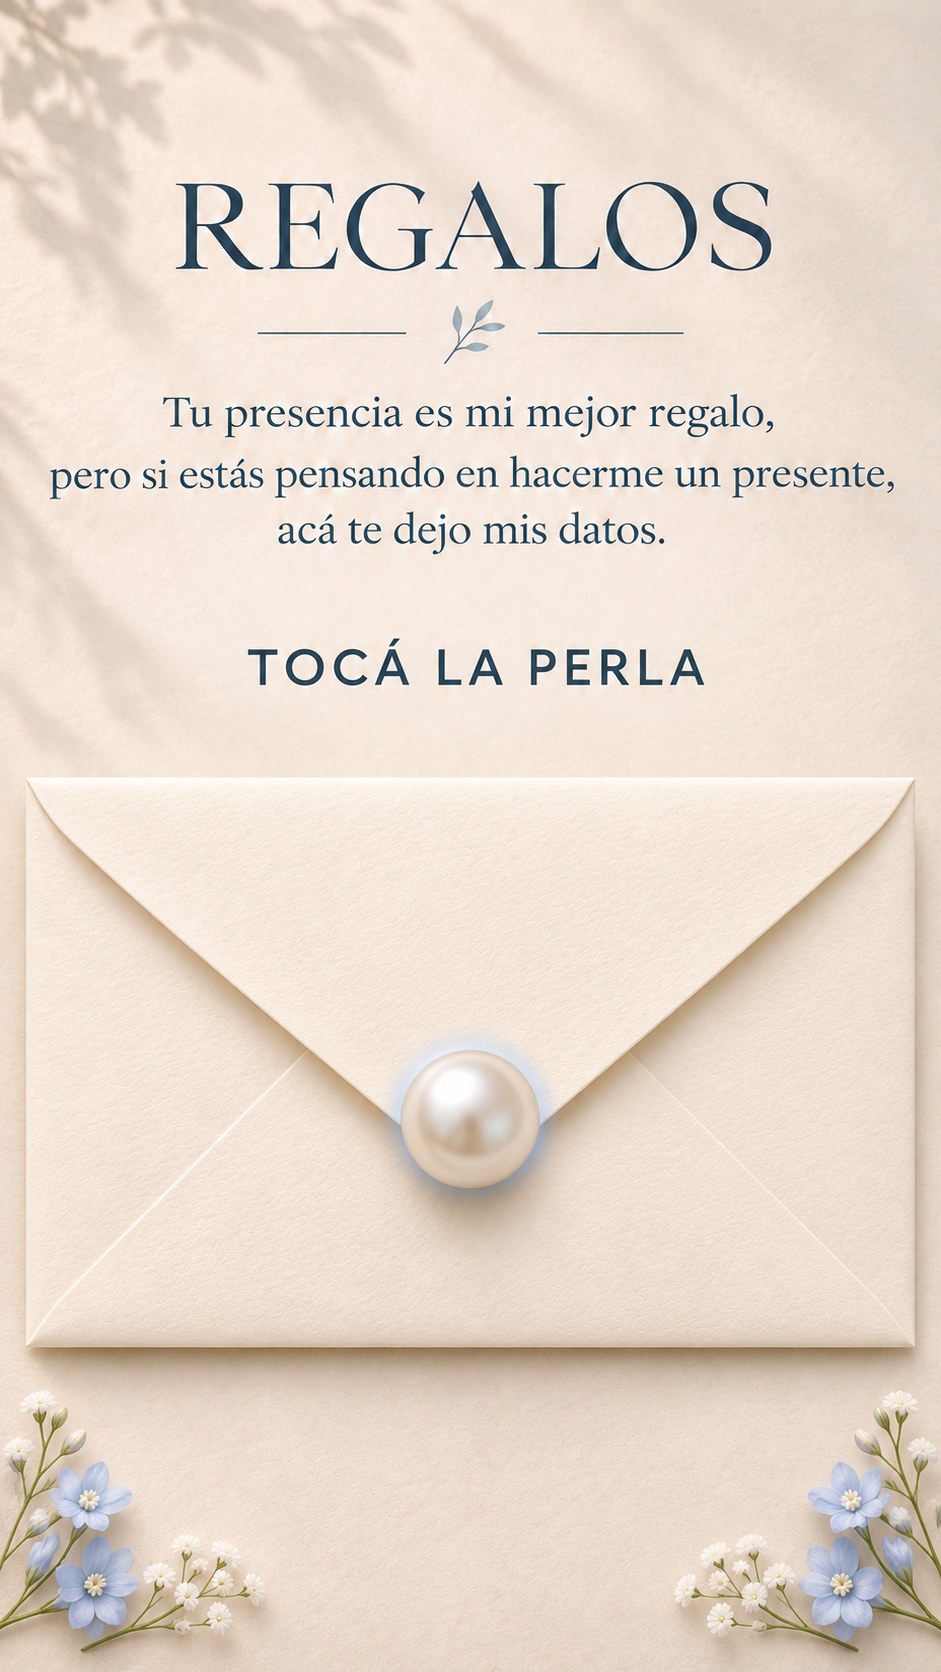 REGALOS
Tu presencia es mi mejor regalo,
pero si estás pensando en hacerme un presente,
acá te dejo mis datos.
TOCÁ LA PERLA